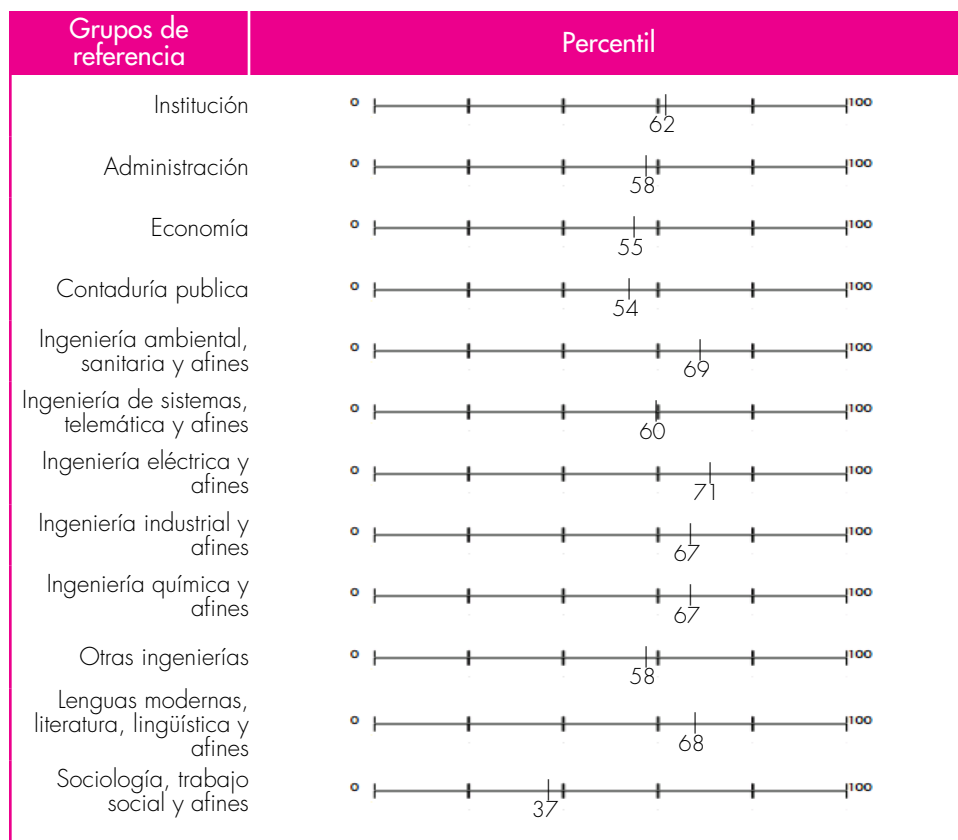 Grupos de
referencia
Percentil
Institución
0 100
62
Administración
0 100
58
Economía
0 100
55
Contaduría publica
0 100
54
Ingeniería ambiental,
sanitaria y afines
0 100
69
Ingeniería de sistemas,
telemática y afines
0 100
60
Ingeniería eléctrica y
afines
0 100
71
Ingeniería industrial y
afines
0 100
67
Ingeniería química y
afines
0 100
67
Otras ingenierías
0 100
58
Lenguas modernas,
literatura, lingüística y
afines
0 100
68
Sociología, trabajo
social y afines
0 100
37